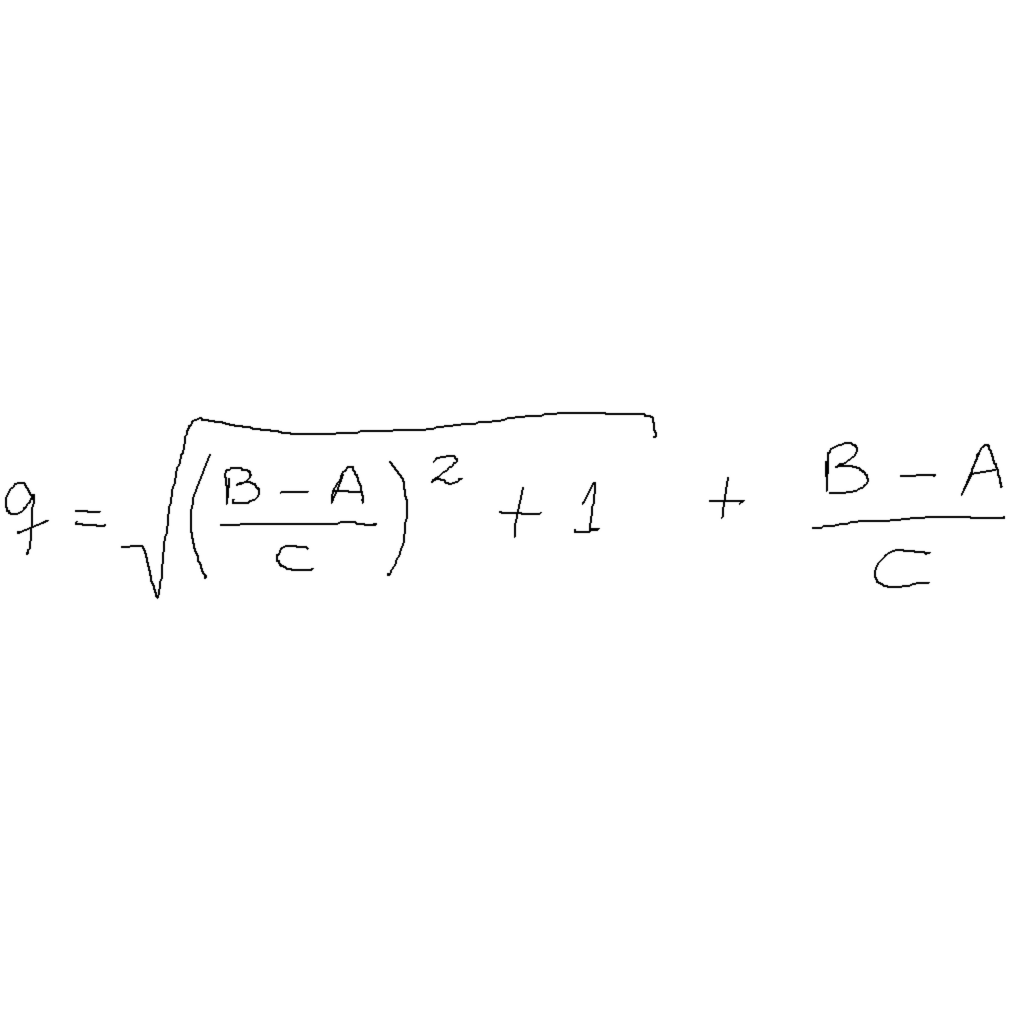 q = √((B - A)/C)² + 1) + (B - A)/C